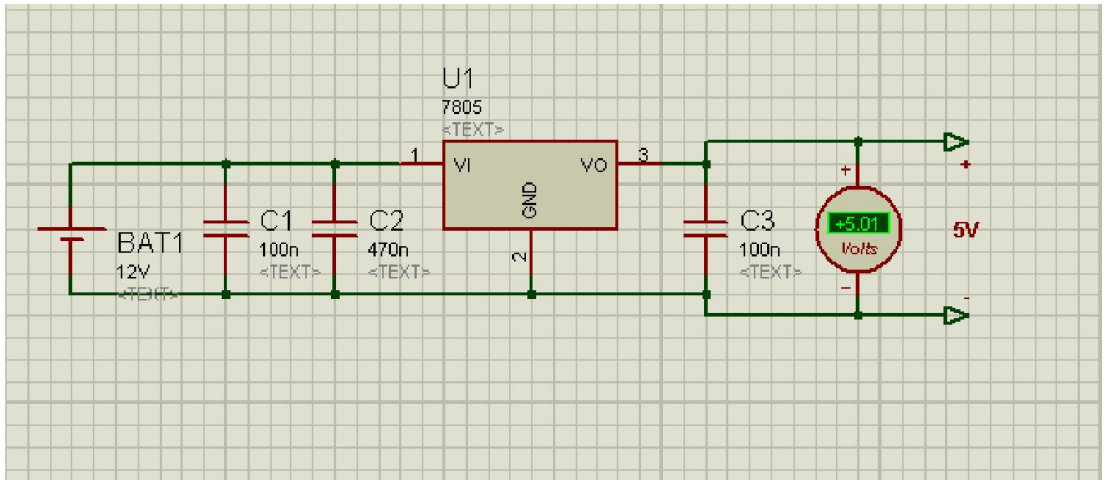 U1
7805
<TEXT>
1
VI
VO
3
GND
2
BAT1
12V
<TEXT>
C1
100n
<TEXT>
C2
470n
<TEXT>
C3
100n
<TEXT>
+
+5.01
Volts
−
+
5V
-